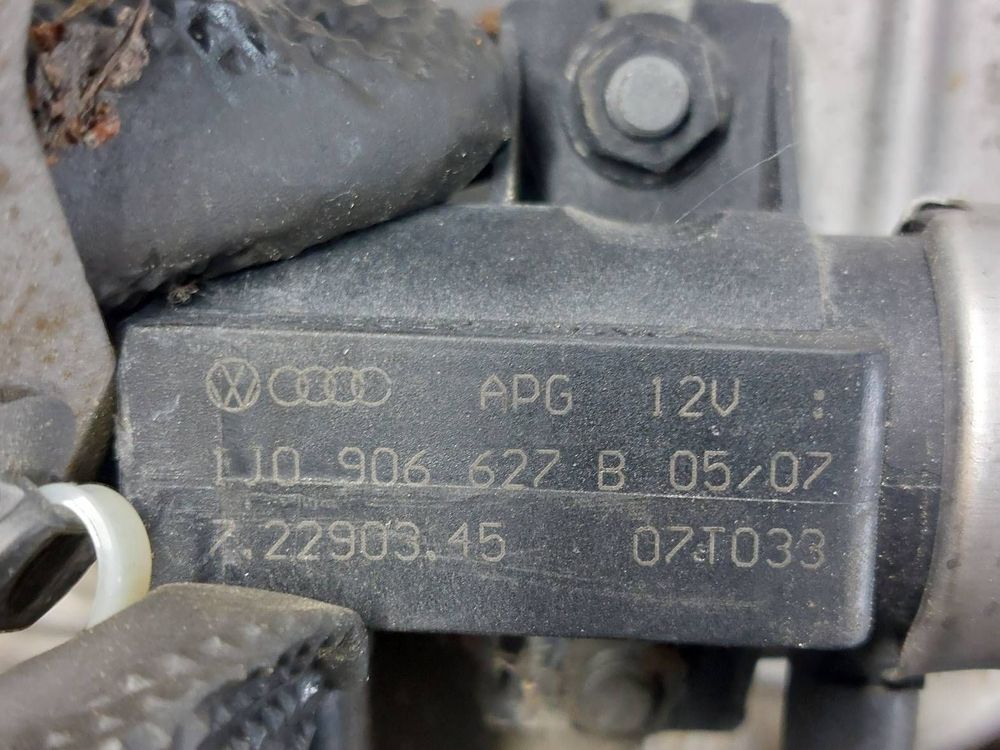 APG 12V :
1J0 906 627 B 05/07
7.22903.45 07T033